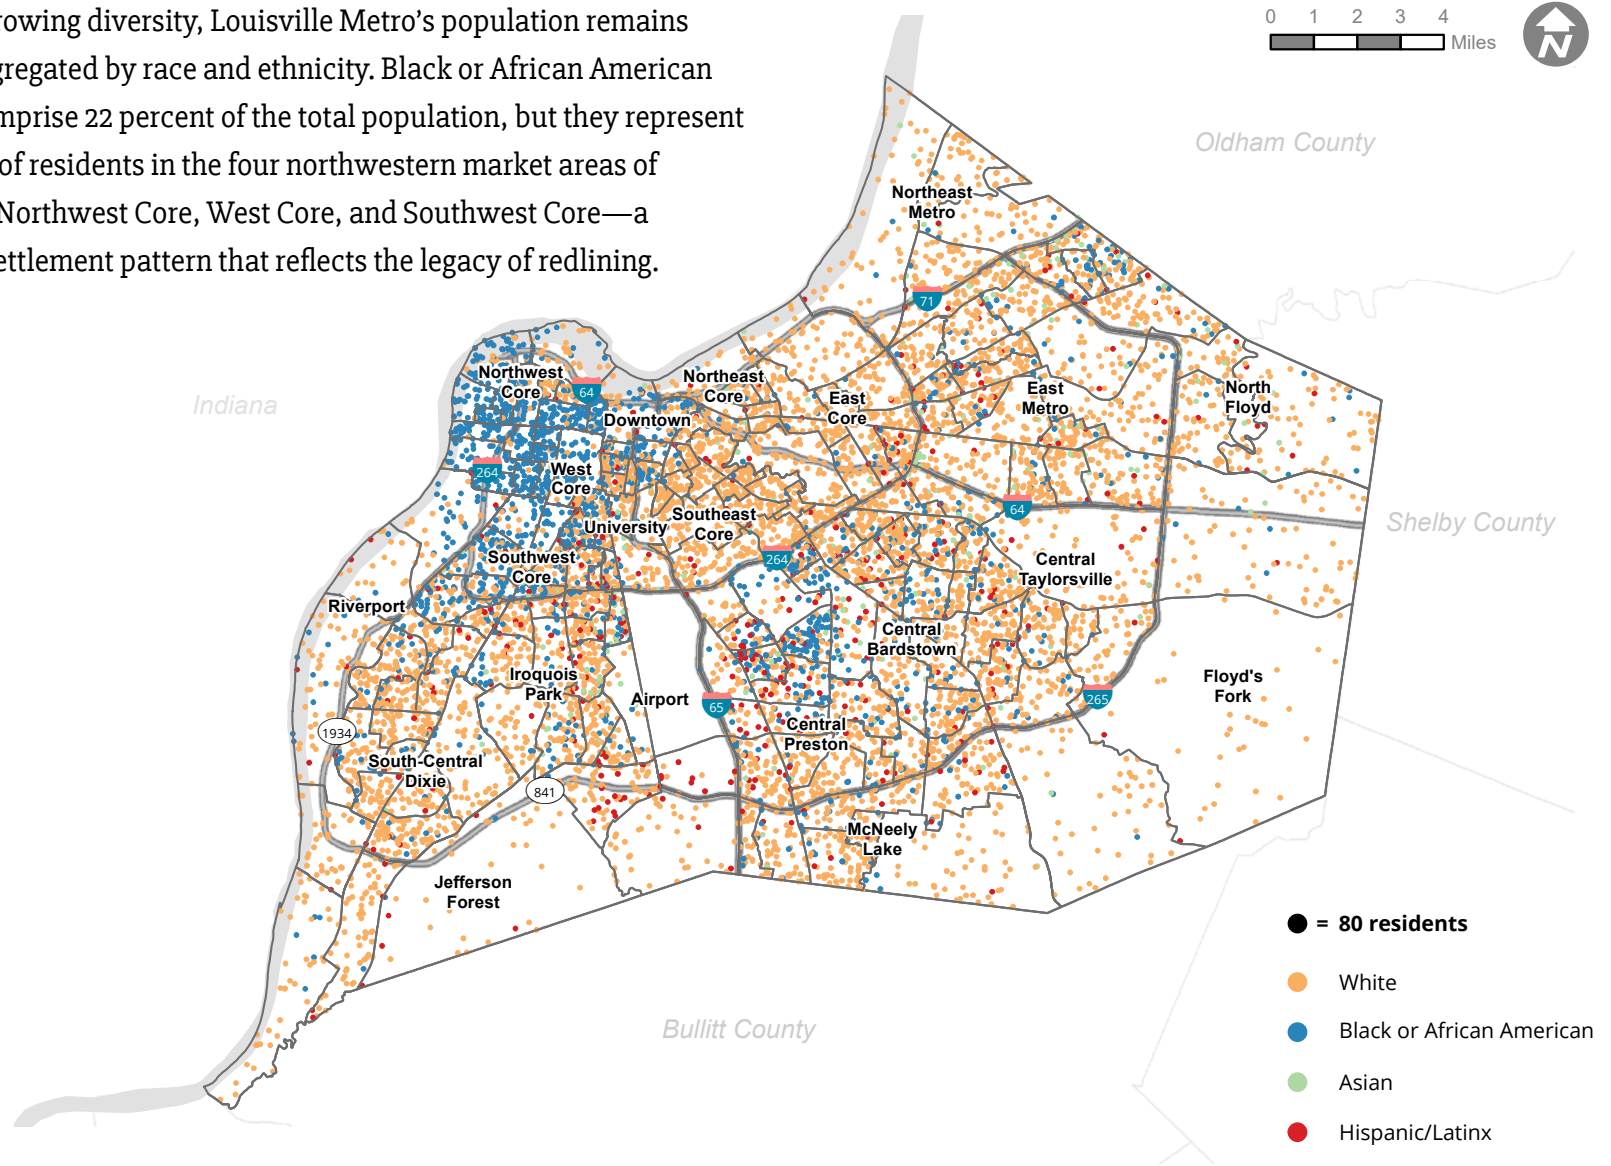 rowing diversity, Louisville Metro’s population remains
gregated by race and ethnicity. Black or African American
mprise 22 percent of the total population, but they represent
of residents in the four northwestern market areas of
Northwest Core, West Core, and Southwest Core—a
ettlement pattern that reflects the legacy of redlining.
0 1 2 3 4
Miles
N
Oldham County
Northeast
Metro
71
Indiana
Northwest
Core
64
Downtown
Northeast
Core
East
Core
East
Metro
North
Floyd
264
West
Core
University
Southeast
Core
64
Shelby County
264
Southwest
Core
Central
Taylorsville
Riverport
Central
Bardstown
Iroquois
Park
Airport
65
265
Floyd's
Fork
1934
Central
Preston
South-Central
Dixie
841
McNeely
Lake
Jefferson
Forest
Bullitt County
= 80 residents
White
Black or African American
Asian
Hispanic/Latinx